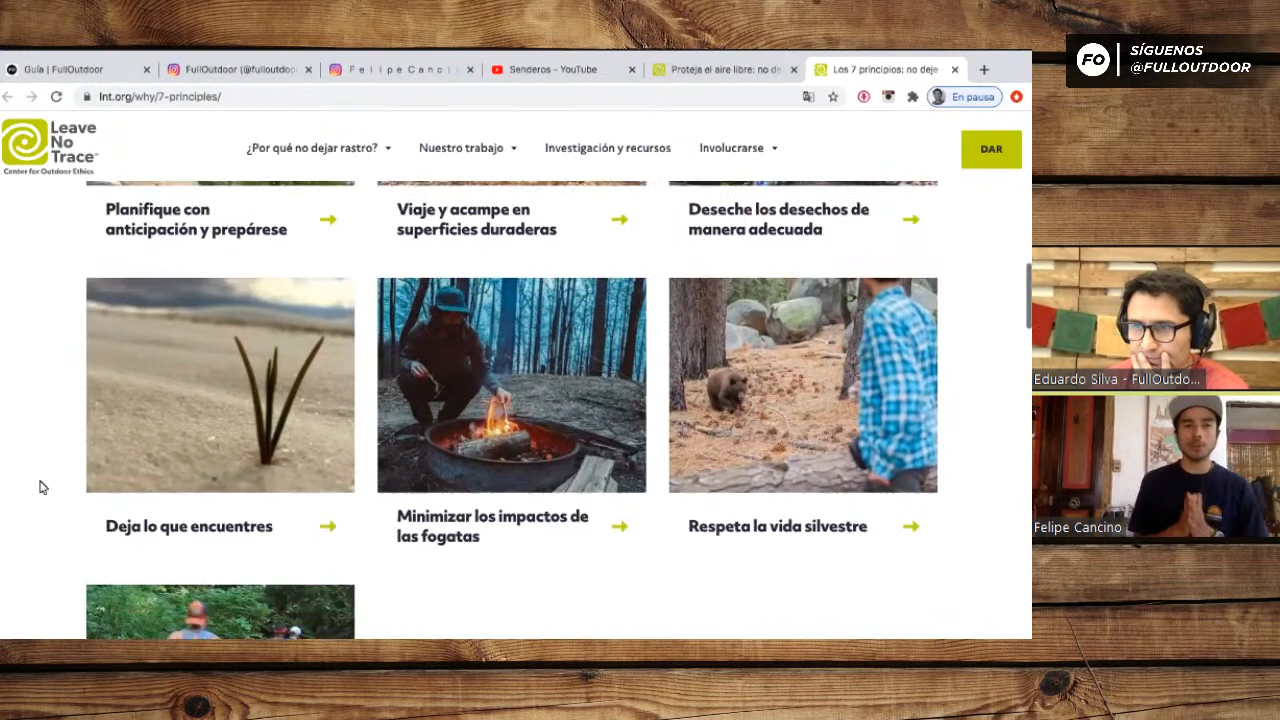 SÍGUENOS
@FULLOUTDOOR
FO
Guía | FullOutdoor
FullOutdoor (@fulloutdoo
F e l i p e C a n c i
Senderos - YouTube
Proteja el aire libre: no de
Los 7 principios: no deje
lnt.org/why/7-principles/
En pausa
Leave
No
Trace™
Center for Outdoor Ethics
¿Por qué no dejar rastro?
Nuestro trabajo
Investigación y recursos
Involucrarse
DAR
Planifique con
anticipación y prepárese
Viaje y acampe en
superficies duraderas
Deseche los desechos de
manera adecuada
Deja lo que encuentres
Minimizar los impactos de
las fogatas
Respeta la vida silvestre
Eduardo Silva - FullOutdo...
Felipe Cancino